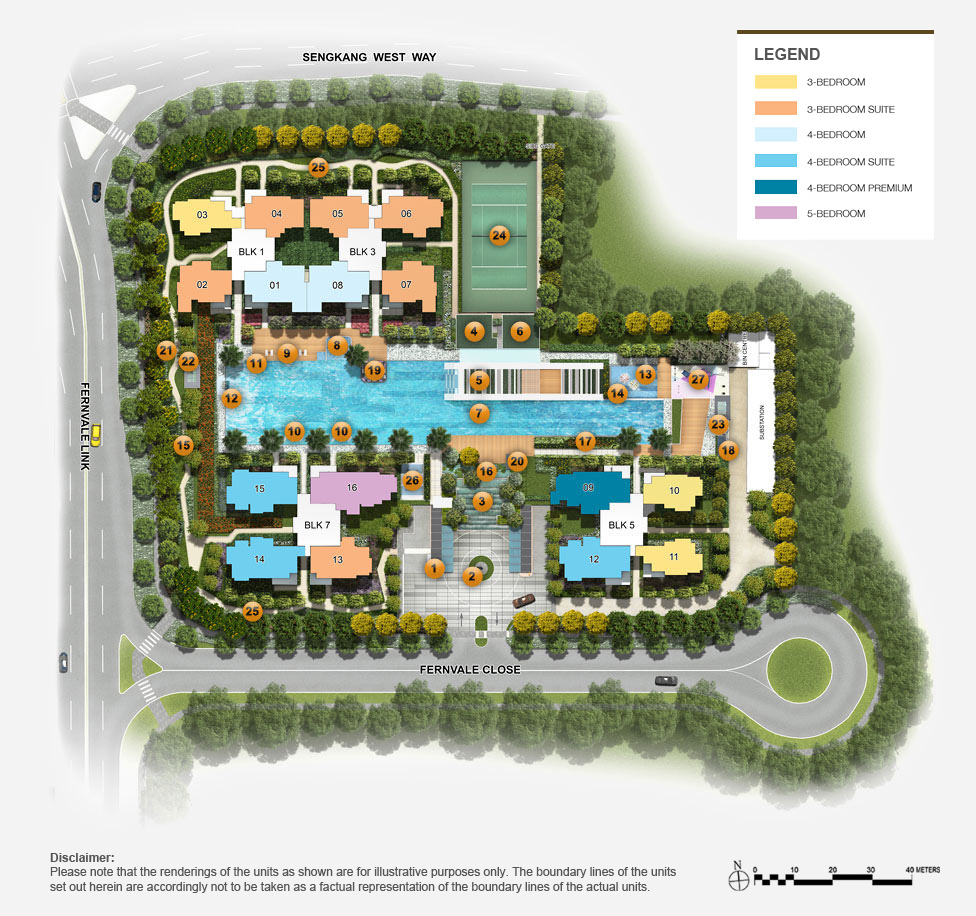 SENGKANG WEST WAY
LEGEND
3-BEDROOM
3-BEDROOM SUITE
4-BEDROOM
4-BEDROOM SUITE
4-BEDROOM PREMIUM
5-BEDROOM
SIDE GATE
25
03
04
05
06
24
BLK 1
BLK 3
02
01
08
07
4
6
BIN CENTRE
21
22
11
9
8
19
5
13
27
14
12
7
FERNVALE LINK
SUBSTATION
15
10
10
17
23
18
20
16
26
15
16
3
09
10
BLK 7
BLK 5
14
13
1
2
12
11
25
FERNVALE CLOSE
Disclaimer:
Please note that the renderings of the units as shown are for illustrative purposes only. The boundary lines of the units
set out herein are accordingly not to be taken as a factual representation of the boundary lines of the actual units.
N
0 10 20 30 40 METERS